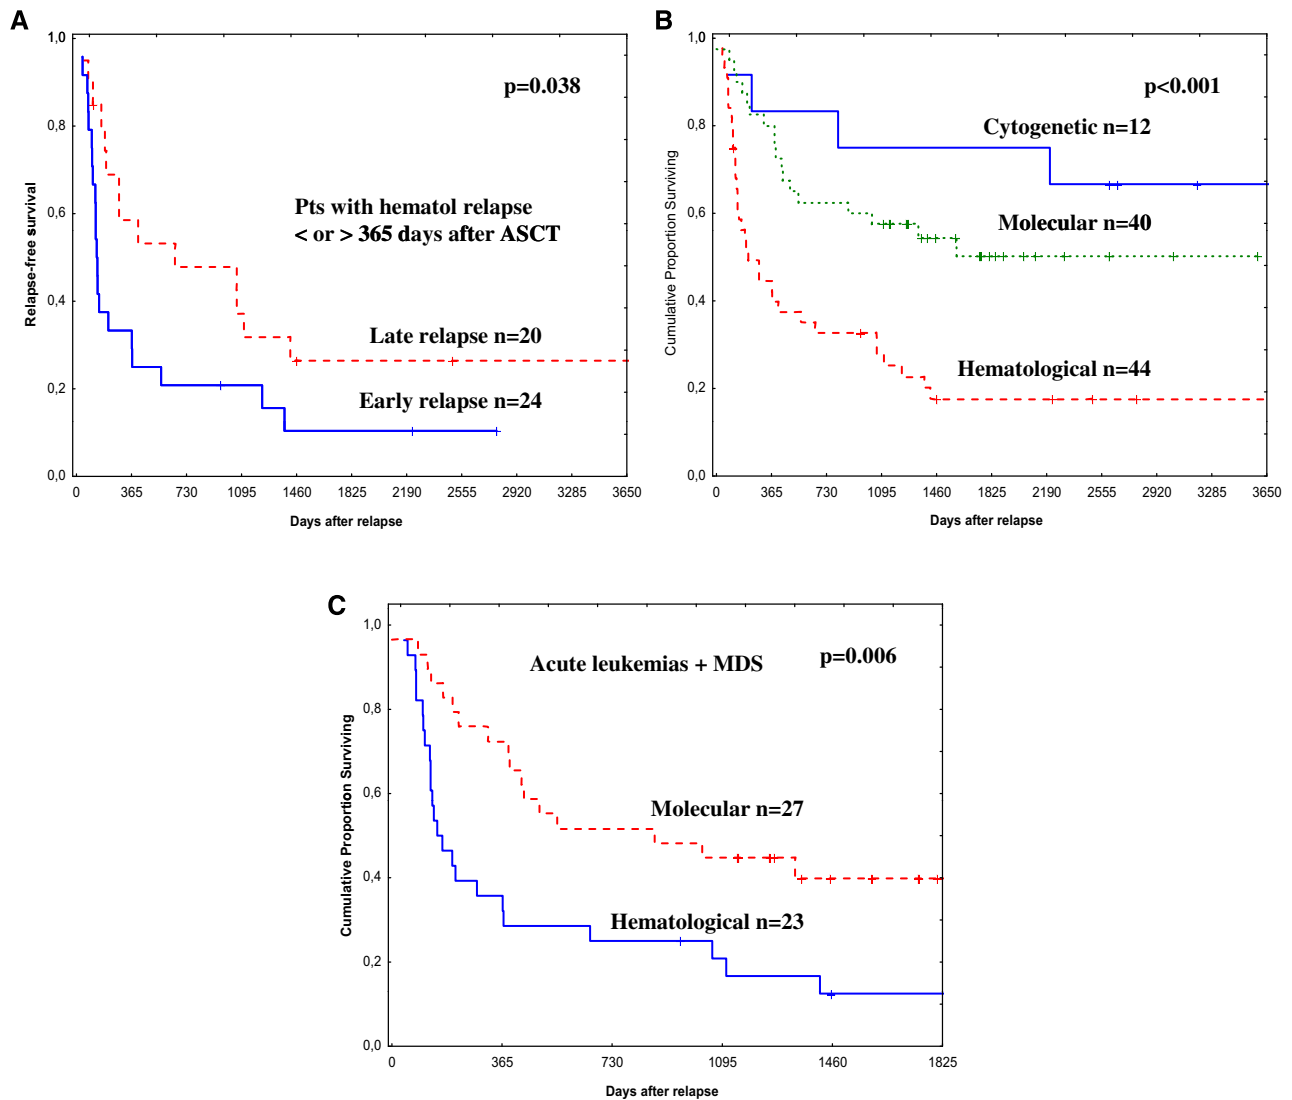 A
1,0
0,8
0,6
0,4
0,2
0,0
Relapse-free survival
p=0.038
Pts with hematol relapse
< or > 365 days after ASCT
Late relapse n=20
Early relapse n=24
0 365 730 1095 1460 1825 2190 2555 2920 3285 3650
Days after relapse
B
1,0
0,8
0,6
0,4
0,2
0,0
Cumulative Proportion Surviving
p<0.001
Cytogenetic n=12
Molecular n=40
Hematological n=44
0 365 730 1095 1460 1825 2190 2555 2920 3285 3650
Days after relapse
C
1,0
0,8
0,6
0,4
0,2
0,0
Cumulative Proportion Surviving
Acute leukemias + MDS
p=0.006
Molecular n=27
Hematological n=23
0 365 730 1095 1460 1825
Days after relapse